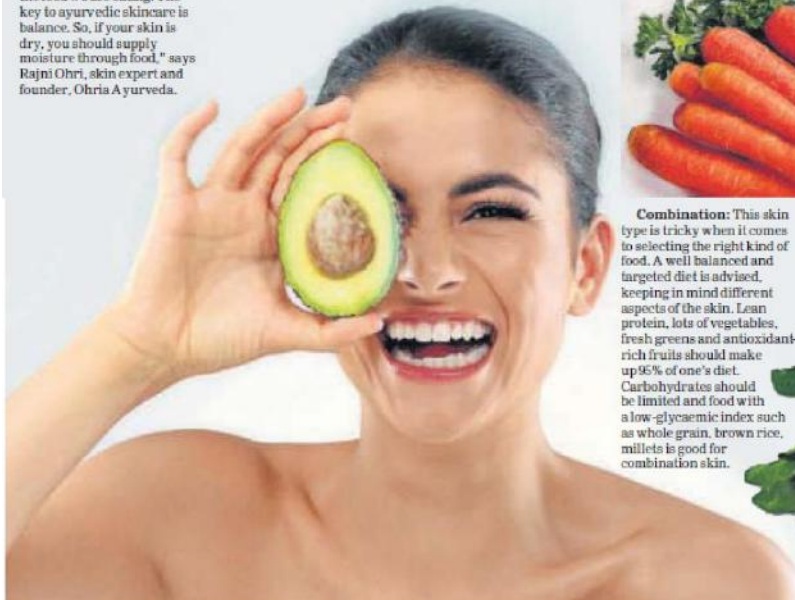 key to ayurvedic skincare is
balance. So, if your skin is
dry, you should supply
moisture through food," says
Rajni Ohri, skin expert and
founder, Ohria Ayurveda.
Combination: This skin
type is tricky when it comes
to selecting the right kind of
food. A well balanced and
targeted diet is advised,
keeping in mind different
aspects of the skin. Lean
protein, lots of vegetables,
fresh greens and antioxidant-
rich fruits should make
up 95% of one's diet.
Carbohydrates should
be limited and food with
a low-glycaemic index such
as whole grain, brown rice,
millets is good for
combination skin.